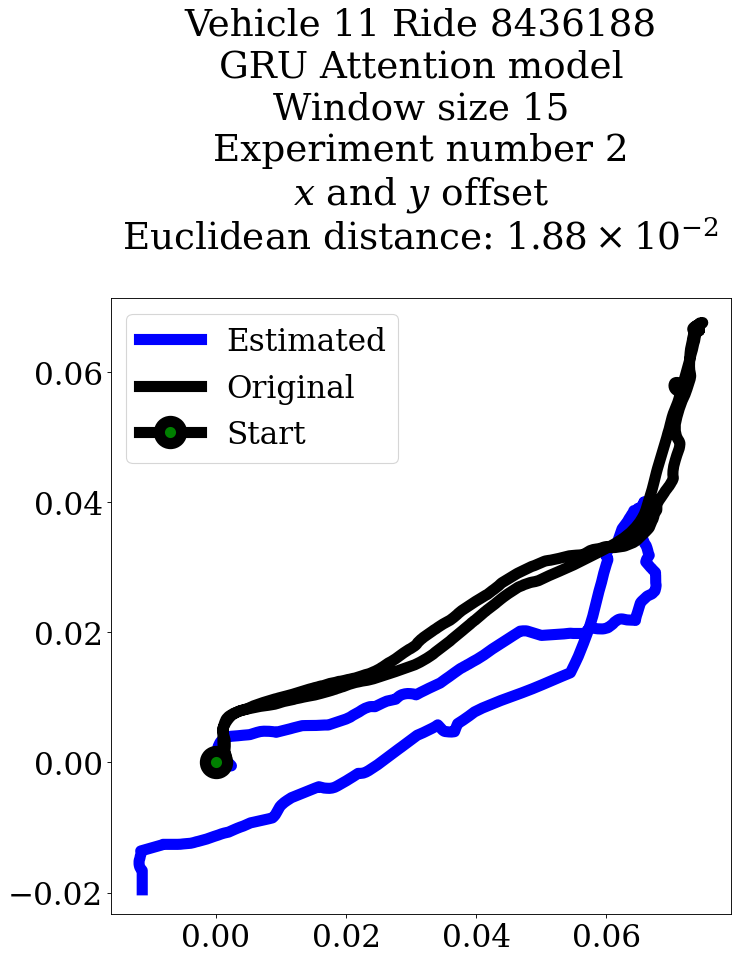 Vehicle 11 Ride 8436188
GRU Attention model
Window size 15
Experiment number 2
x and y offset
Euclidean distance: 1.88 × 10⁻²
Estimated
Original
Start
0.06
0.04
0.02
0.00
−0.02
0.00 0.02 0.04 0.06